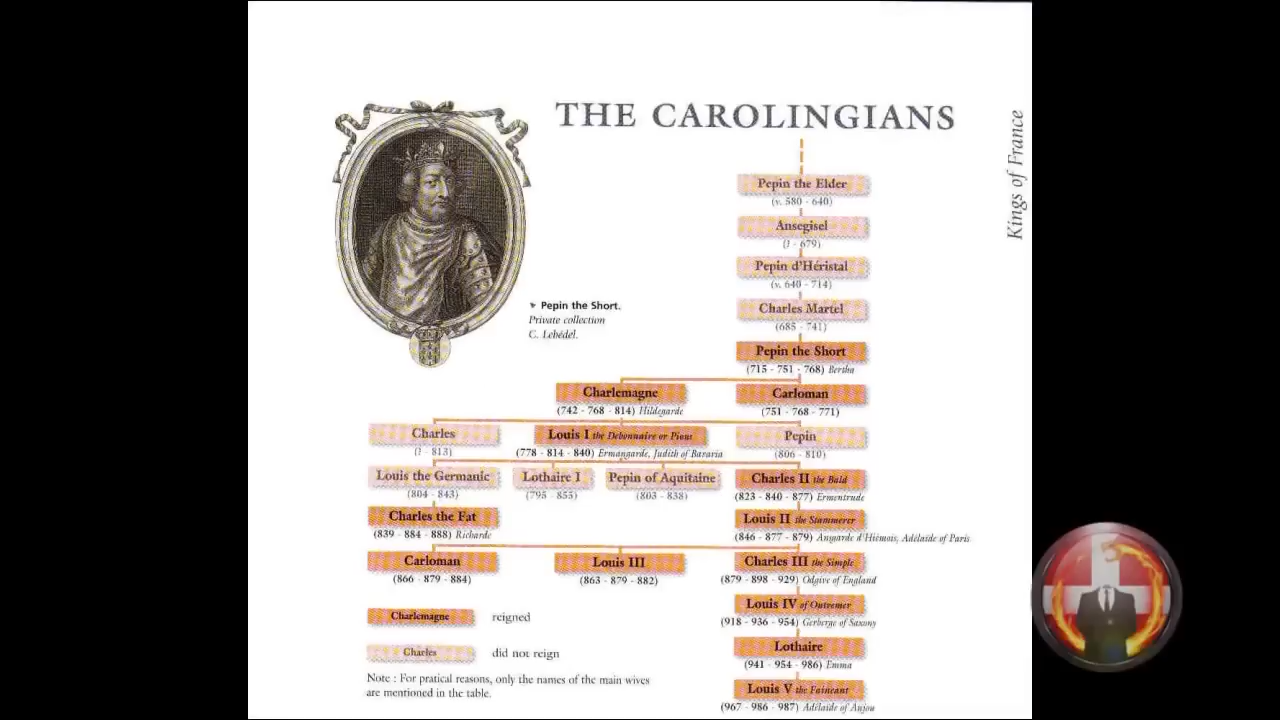 THE CAROLINGIANS
Kings of France
Pepin the Elder
(v. 580 - 640)
Ansegisel
(? - 679)
Pepin d'Héristal
(v. 640 - 714)
Charles Martel
(685 - 741)
Pepin the Short.
Private collection
C. Lebédel.
Pepin the Short
(715 - 751 - 768) Bertha
Charlemagne
(742 - 768 - 814) Hildegarde
Carloman
(751 - 768 - 771)
Charles
(? - 813)
Louis I the Debonnaire or Pious
(778 - 814 - 840) Ermangarde, Judith of Bararia
Pepin
(806 - 810)
Louis the Germanic
(804 - 843)
Lothaire I
(795 - 855)
Pepin of Aquitaine
(803 - 838)
Charles II the Bald
(823 - 840 - 877) Ermentrude
Charles the Fat
(839 - 884 - 888) Richarde
Louis II the Stammerer
(846 - 877 - 879) Ansgarde d'Hiémois, Adélaïde of Paris
Carloman
(866 - 879 - 884)
Louis III
(863 - 879 - 882)
Charles III the Simple
(879 - 898 - 929) Odgive of England
Louis IV of Outremer
(918 - 936 - 954) Gerberge of Saxony
Lothaire
(941 - 954 - 986) Emma
Louis V the Faineant
(967 - 986 - 987) Adélaïde of Anjou
Charlemagne reigned
Charles did not reign
Note : For pratical reasons, only the names of the main wives
are mentioned in the table.